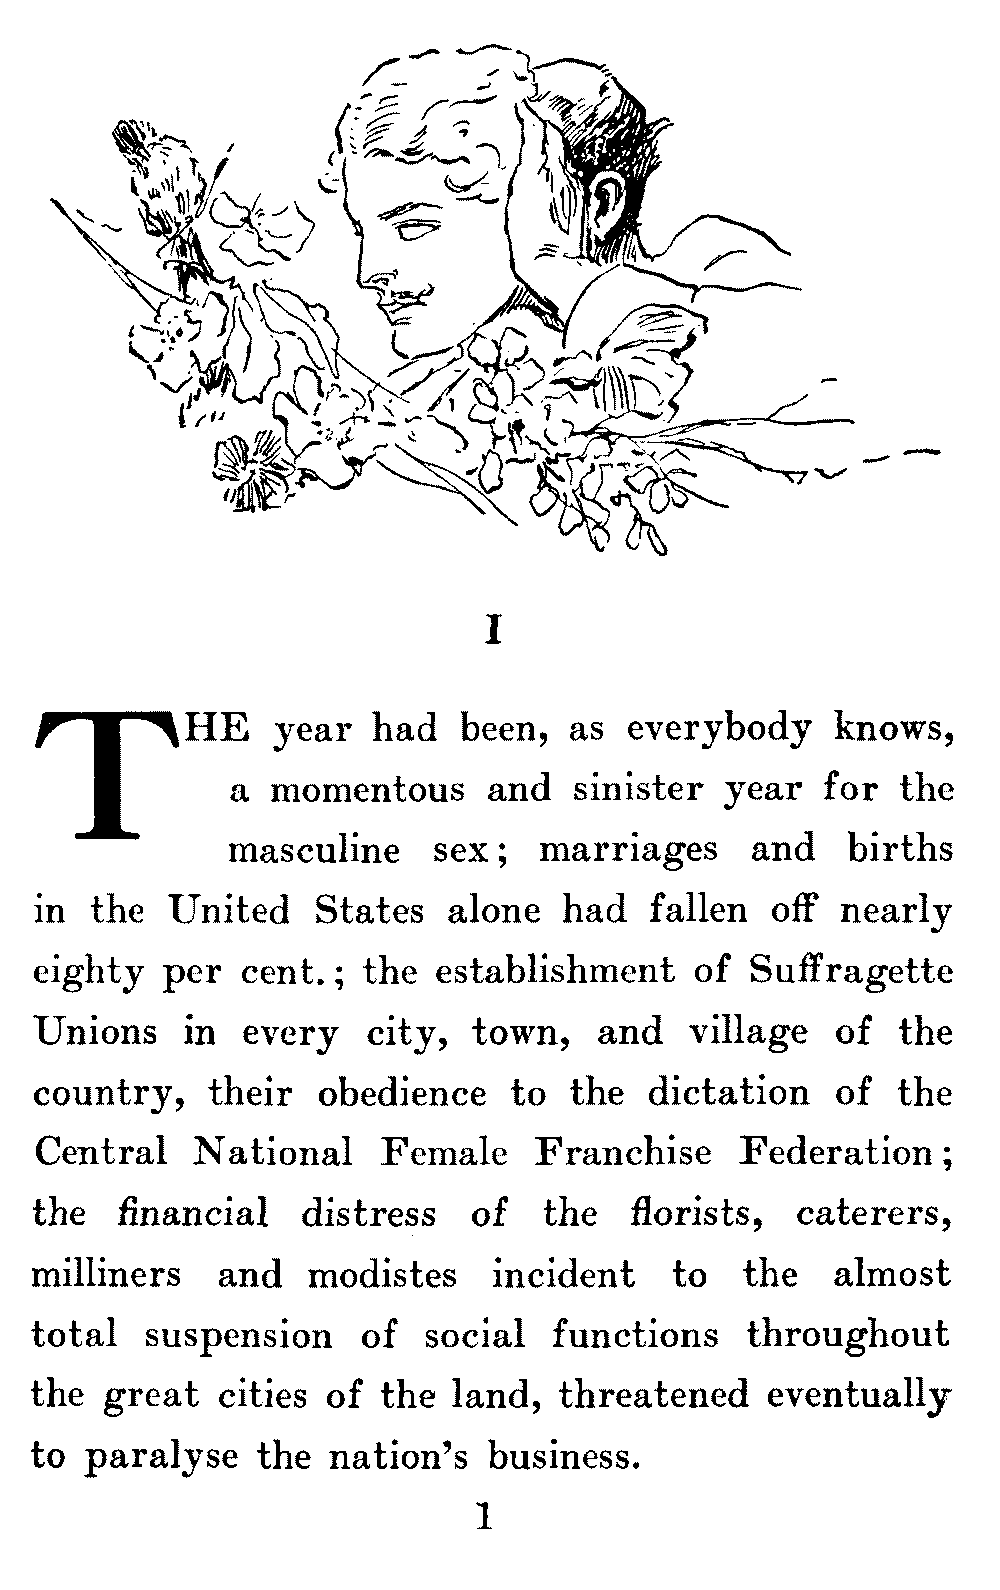 I
THE year had been, as everybody knows,
a momentous and sinister year for the
masculine sex; marriages and births
in the United States alone had fallen off nearly
eighty per cent.; the establishment of Suffragette
Unions in every city, town, and village of the
country, their obedience to the dictation of the
Central National Female Franchise Federation;
the financial distress of the florists, caterers,
milliners and modistes incident to the almost
total suspension of social functions throughout
the great cities of the land, threatened eventually
to paralyse the nation's business.
1